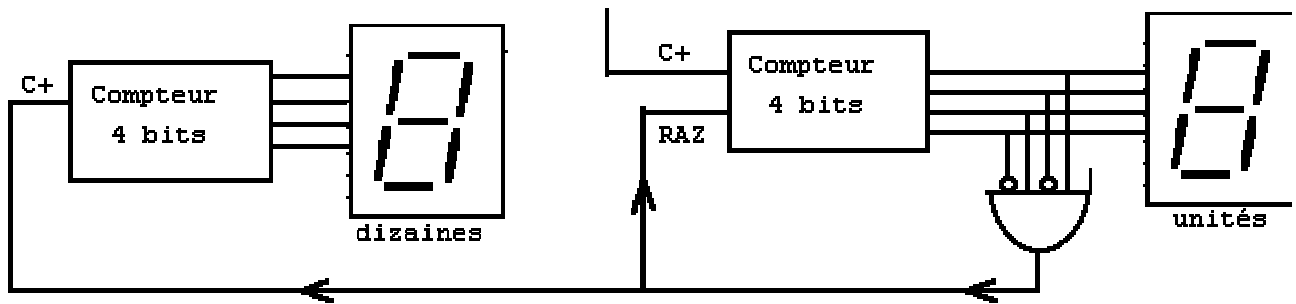 C+
Compteur
4 bits
dizaines
C+
RAZ
Compteur
4 bits
unités